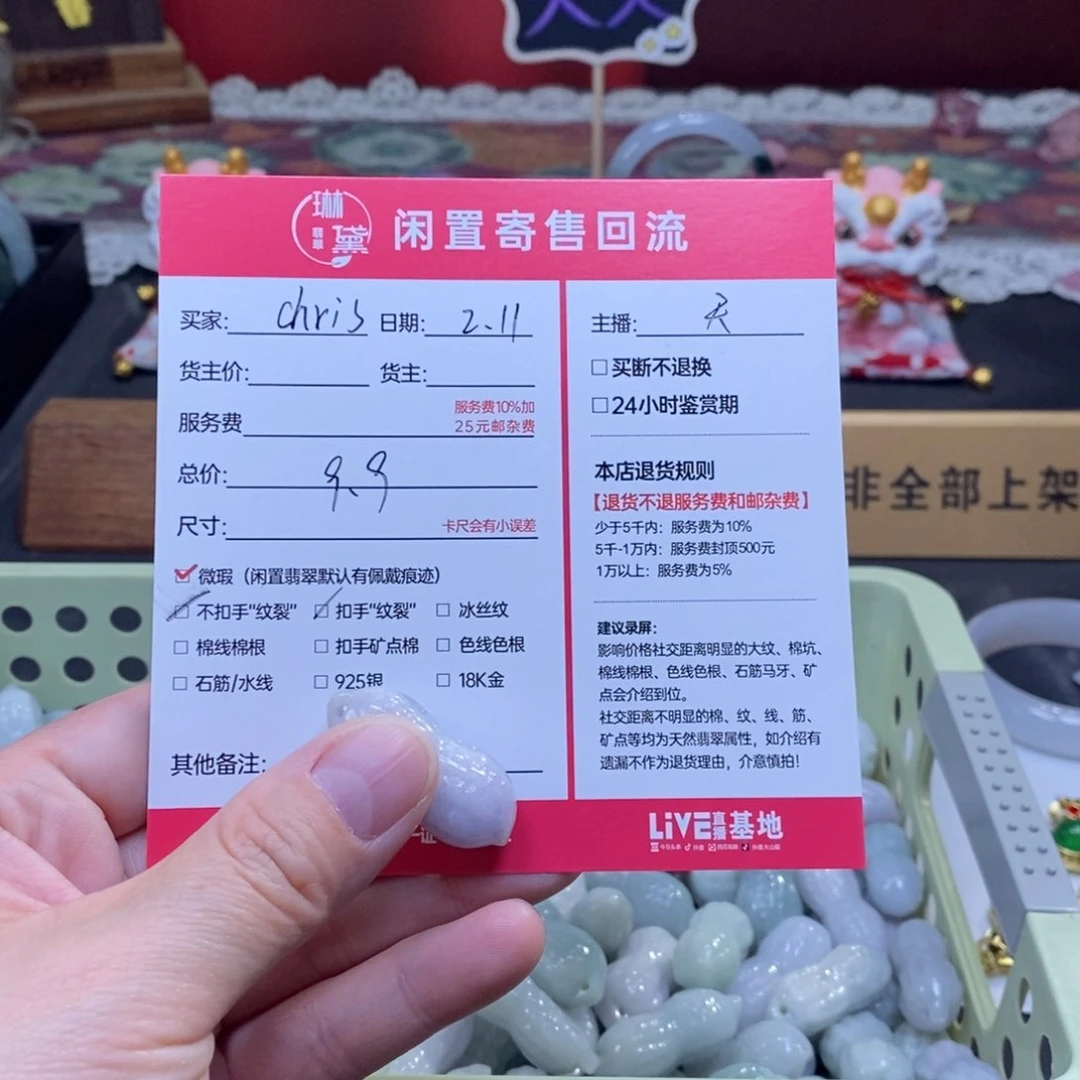 天天
琳黛
翡翠
闲置寄售回流
买家: chris 日期: 2.11
货主价: 货主:
服务费
服务费10%加
25元邮杂费
总价: 9.9
尺寸: 卡尺会有小误差
☑微瑕（闲置翡翠默认有佩戴痕迹）
□ 不扣手“纹裂” □ 扣手“纹裂” □ 冰丝纹
□ 棉线棉根 □ 扣手矿点棉 □ 色线色根
□ 石筋/水线 □ 925银 □ 18K金
其他备注:
主播: 天
□买断不退换
□24小时鉴赏期
本店退货规则
【退货不退服务费和邮杂费】
少于5千内：服务费为10%
5千-1万内：服务费封顶500元
1万以上：服务费为5%
建议录屏：
影响价格社交距离明显的大纹、棉坑、
棉线棉根、色线色根、石筋马牙、矿
点会介绍到位。
社交距离不明显的棉、纹、线、筋、
矿点等均为天然翡翠属性，如介绍有
遗漏不作为退货理由，介意慎拍！
LiVE直播基地
非全部上架